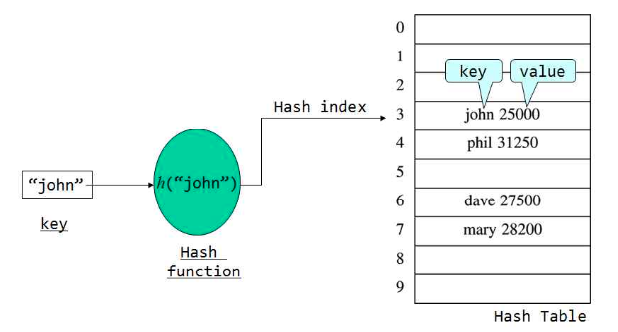 “john”
key
h(“john”)
Hash
function
Hash index
0
1
key value
2
3 john 25000
4 phil 31250
5
6 dave 27500
7 mary 28200
8
9
Hash Table